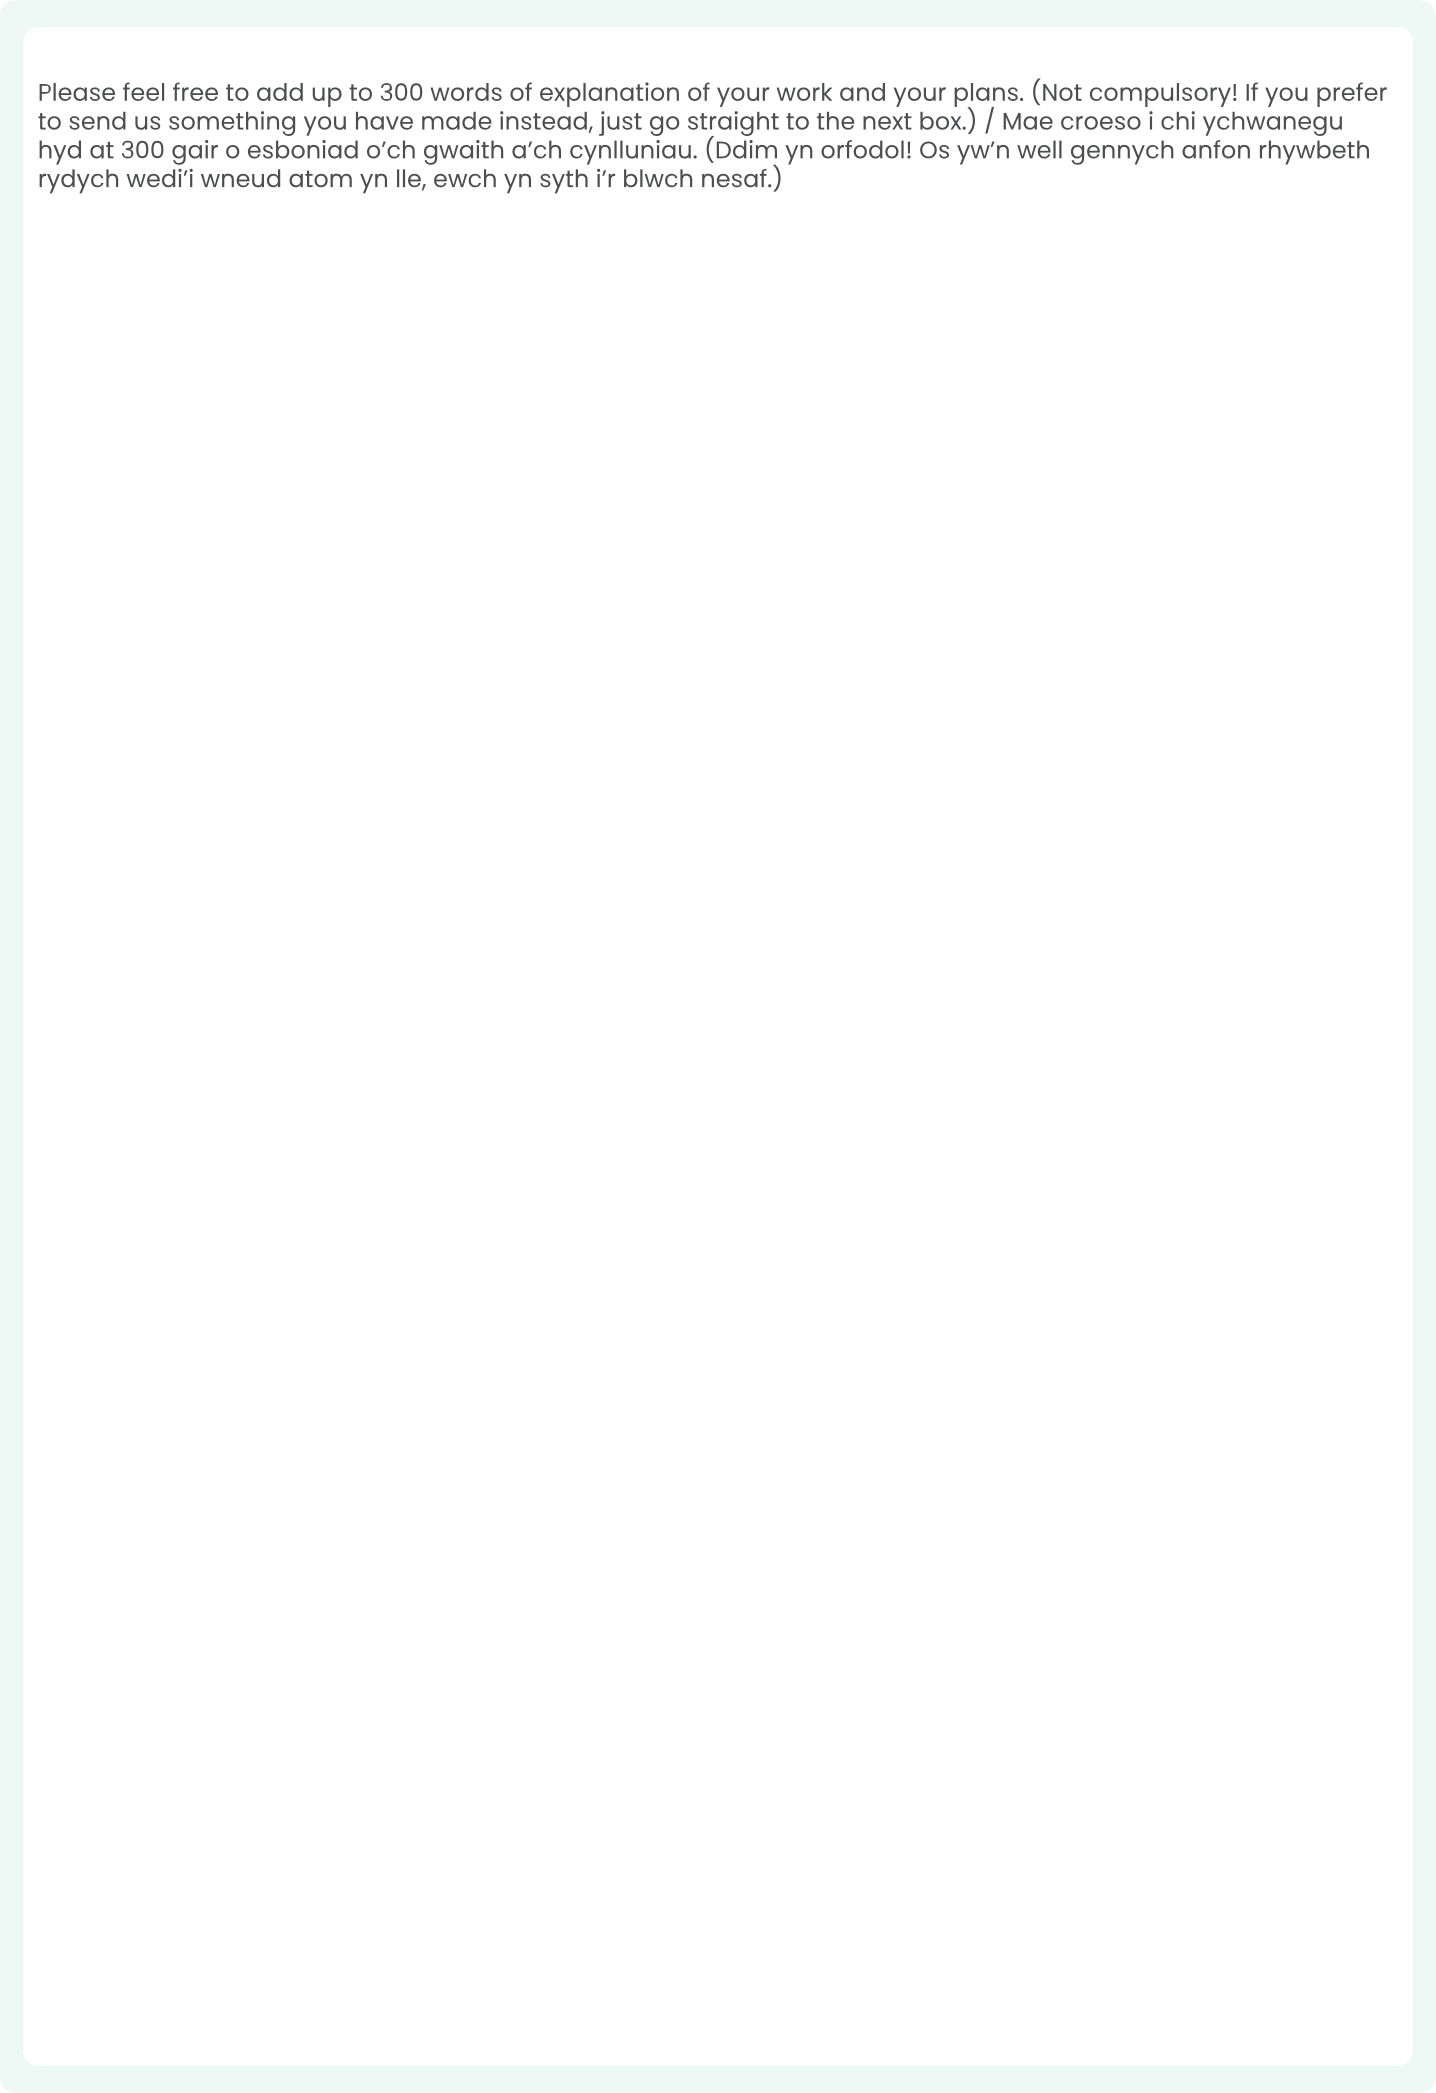 Please feel free to add up to 300 words of explanation of your work and your plans. (Not compulsory! If you prefer
to send us something you have made instead, just go straight to the next box.) / Mae croeso i chi ychwanegu
hyd at 300 gair o esboniad o’ch gwaith a’ch cynlluniau. (Ddim yn orfodol! Os yw’n well gennych anfon rhywbeth
rydych wedi’i wneud atom yn lle, ewch yn syth i’r blwch nesaf.)